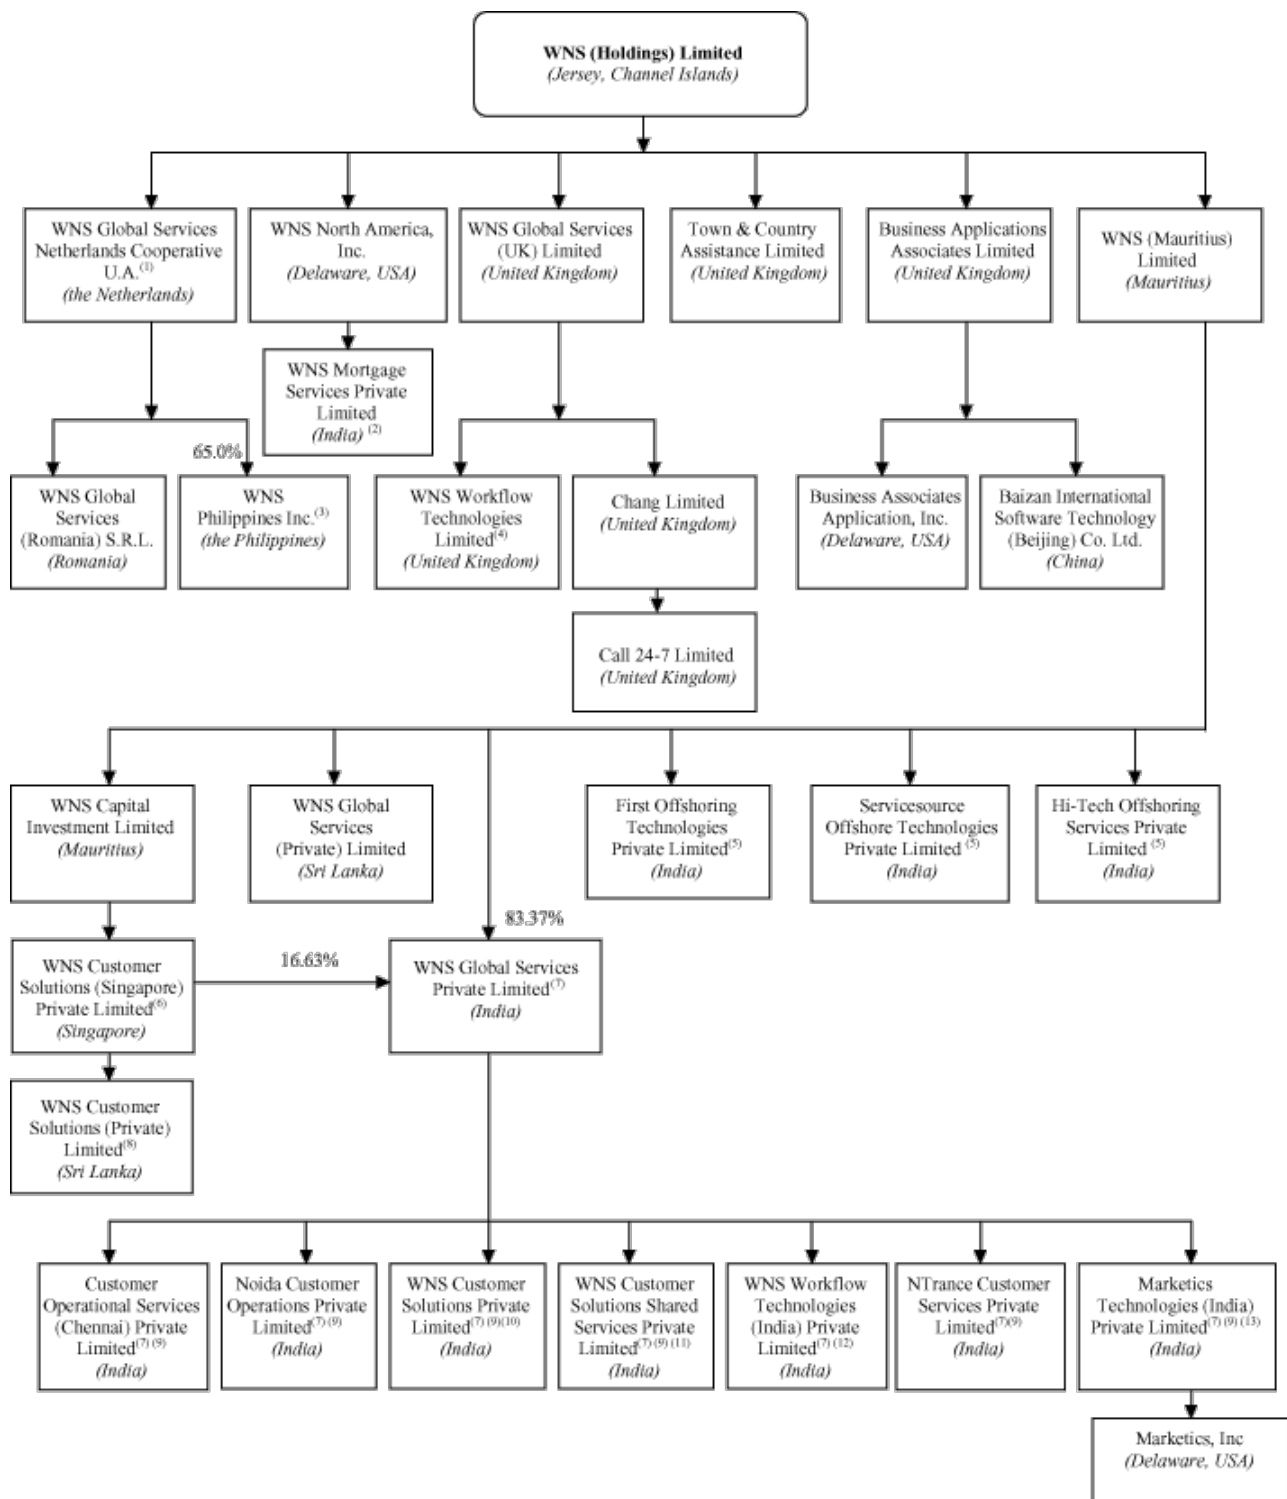 WNS (Holdings) Limited
(Jersey, Channel Islands)
WNS Global Services
Netherlands Cooperative
U.A.(1)
(the Netherlands)
WNS North America,
Inc.
(Delaware, USA)
WNS Global Services
(UK) Limited
(United Kingdom)
Town & Country
Assistance Limited
(United Kingdom)
Business Applications
Associates Limited
(United Kingdom)
WNS (Mauritius)
Limited
(Mauritius)
WNS Mortgage
Services Private
Limited
(India) (2)
65.0%
WNS Global
Services
(Romania) S.R.L.
(Romania)
WNS
Philippines Inc.(3)
(the Philippines)
WNS Workflow
Technologies
Limited(4)
(United Kingdom)
Chang Limited
(United Kingdom)
Business Associates
Application, Inc.
(Delaware, USA)
Baizan International
Software Technology
(Beijing) Co. Ltd.
(China)
Call 24-7 Limited
(United Kingdom)
WNS Capital
Investment Limited
(Mauritius)
WNS Global
Services
(Private) Limited
(Sri Lanka)
First Offshoring
Technologies
Private Limited(5)
(India)
Servicesource
Offshore Technologies
Private Limited (5)
(India)
Hi-Tech Offshoring
Services Private
Limited (5)
(India)
83.37%
WNS Customer
Solutions (Singapore)
Private Limited(6)
(Singapore)
16.63%
WNS Global Services
Private Limited(7)
(India)
WNS Customer
Solutions (Private)
Limited(8)
(Sri Lanka)
Customer
Operational Services
(Chennai) Private
Limited(7) (9)
(India)
Noida Customer
Operations Private
Limited(7) (9)
(India)
WNS Customer
Solutions Private
Limited(7) (9)(10)
(India)
WNS Customer
Solutions Shared
Services Private
Limited(7) (9) (11)
(India)
WNS Workflow
Technologies
(India) Private
Limited(7) (12)
(India)
NTrance Customer
Services Private
Limited(7)(9)
(India)
Marketics
Technologies (India)
Private Limited(7) (9) (13)
(India)
Marketics, Inc
(Delaware, USA)